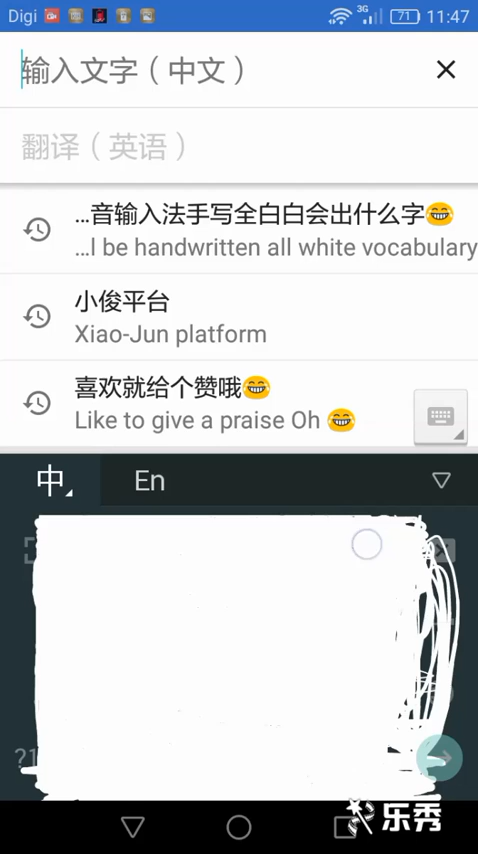 Digi 3G 71 11:47
输入文字（中文）
翻译（英语）
...音输入法手写全白白会出什么字😂
...l be handwritten all white vocabulary
小俊平台
Xiao-Jun platform
喜欢就给个赞哦😂
Like to give a praise Oh 😂
中 En
?1
乐秀